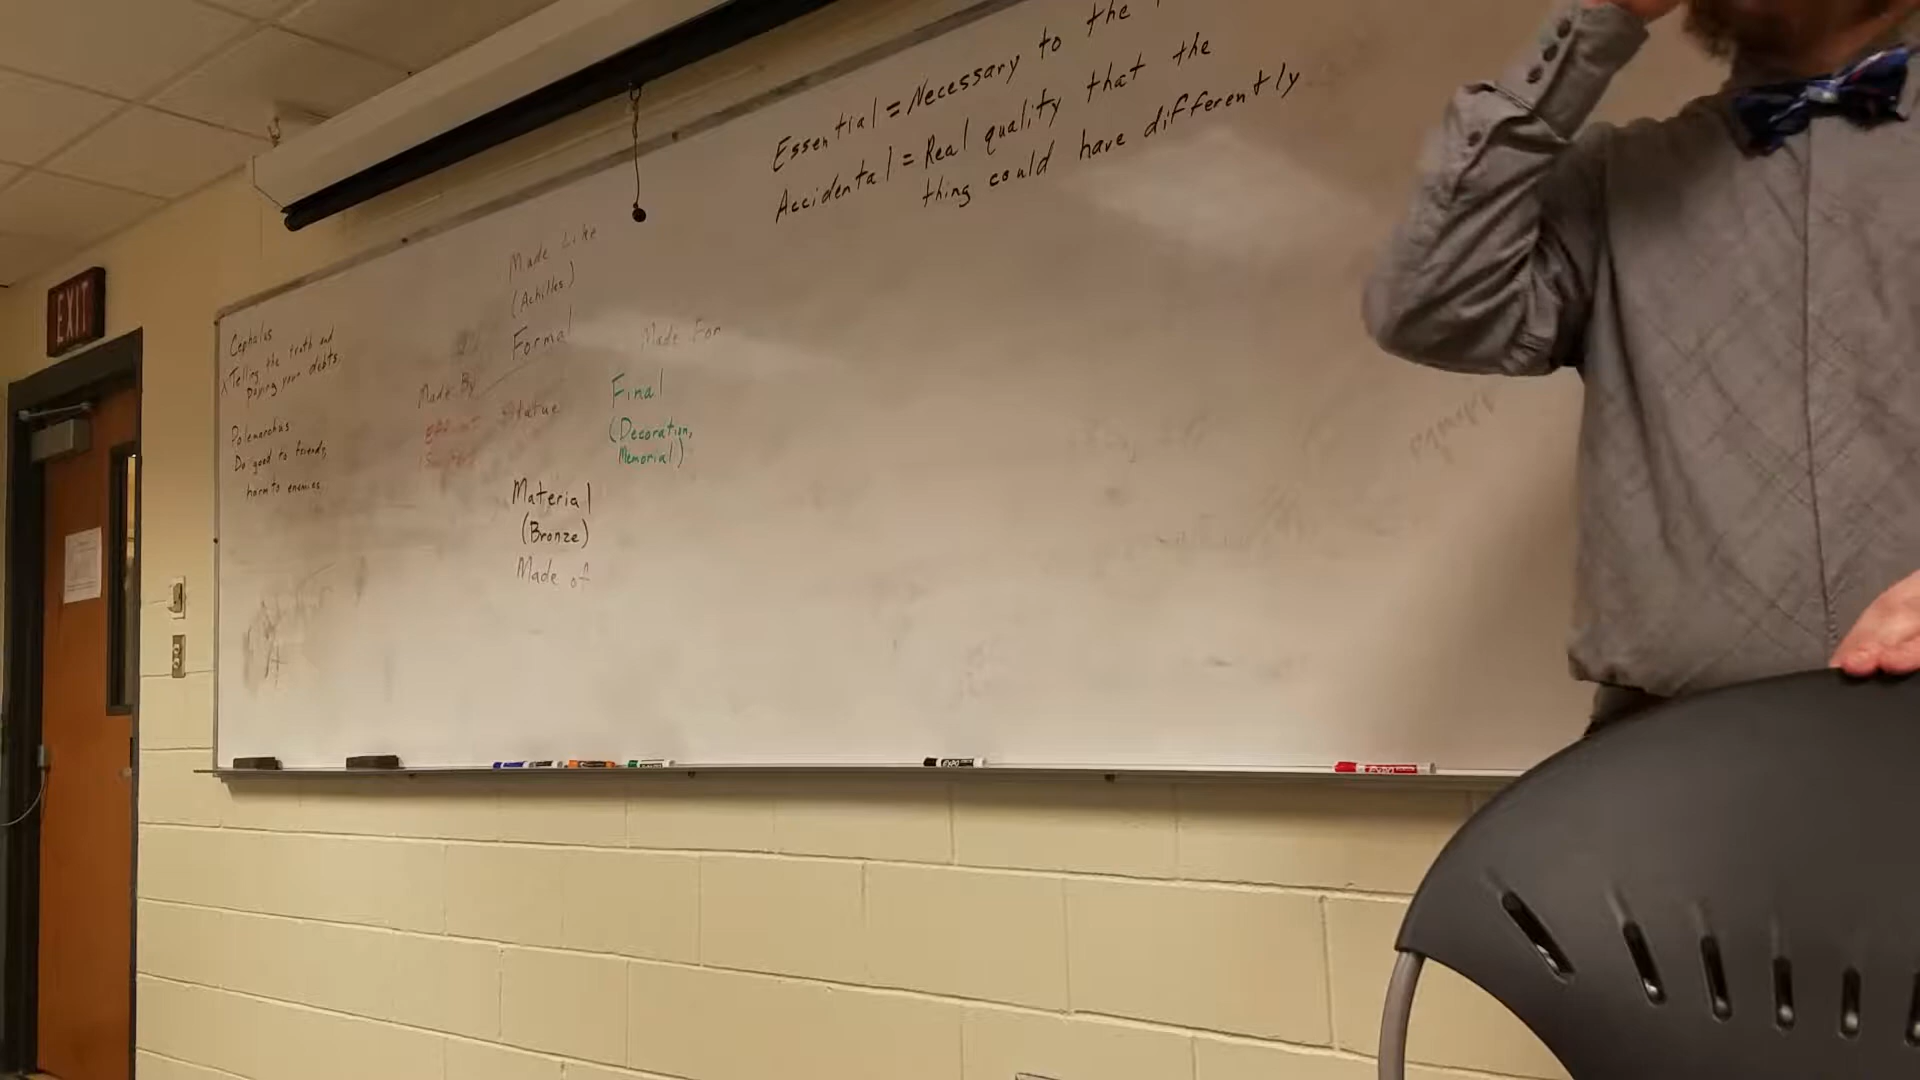 EXIT
Essential = Necessary to the
Accidental = Real quality that the
thing could have differently
Cephalus
x Telling the truth and
paying your debts.
Polemarchus
Do good to friends,
harm to enemies.
Made Like
(Achilles)
Formal
Made For
Final
(Decoration,
Memorial)
Made By
Statue
Material
(Bronze)
Made of
EXPO